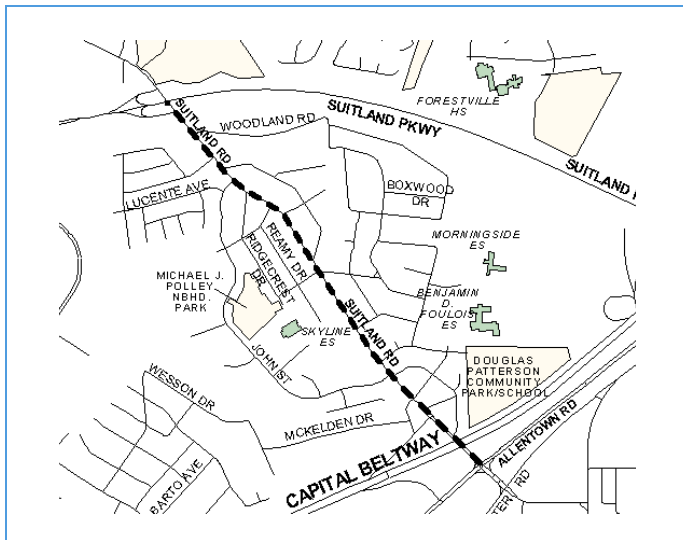 FORESTVILLE
HS
SUITLAND RD
SUITLAND PKWY
WOODLAND RD
SUITLAND
LUCENTE AVE
BOXWOOD
DR
REAMY DR
RIDGECREST
DR
MORNINGSIDE
ES
MICHAEL J.
POLLEY
NBHD.
PARK
BENJAMIN
D.
FOULOIS
ES
SKYLINE
ES
SUITLAND RD
JOHN ST
DOUGLAS
PATTERSON
COMMUNITY
PARK/SCHOOL
WESSON DR
MCKELDEN DR
ALLENTOWN RD
CAPITAL BELTWAY
BARTO AVE
RD